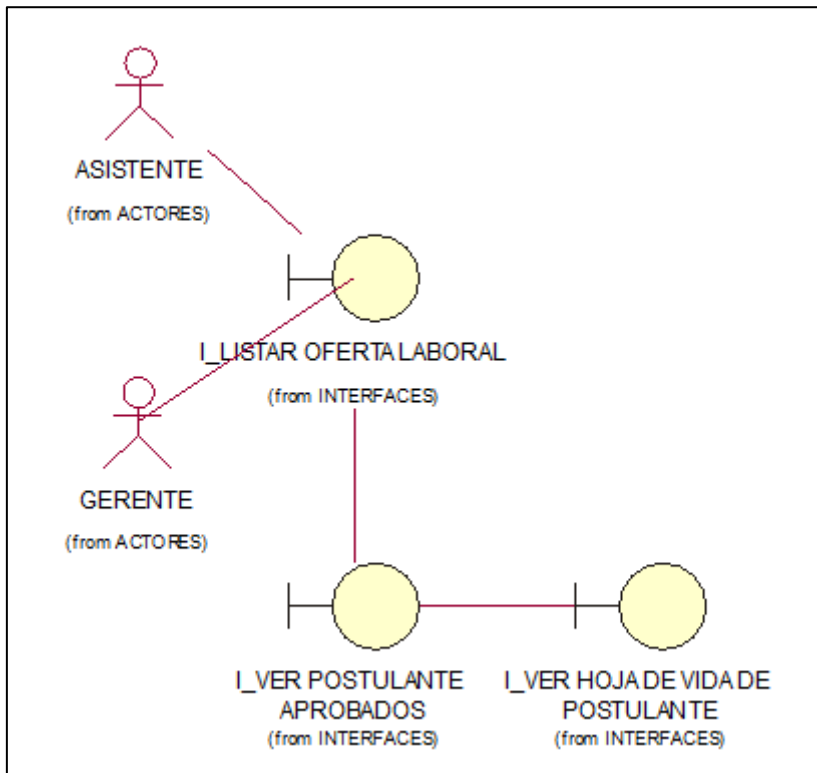 ASISTENTE
(from ACTORES)
I_LISTAR OFERTA LABORAL
(from INTERFACES)
GERENTE
(from ACTORES)
I_VER POSTULANTE
APROBADOS
(from INTERFACES)
I_VER HOJA DE VIDA DE
POSTULANTE
(from INTERFACES)